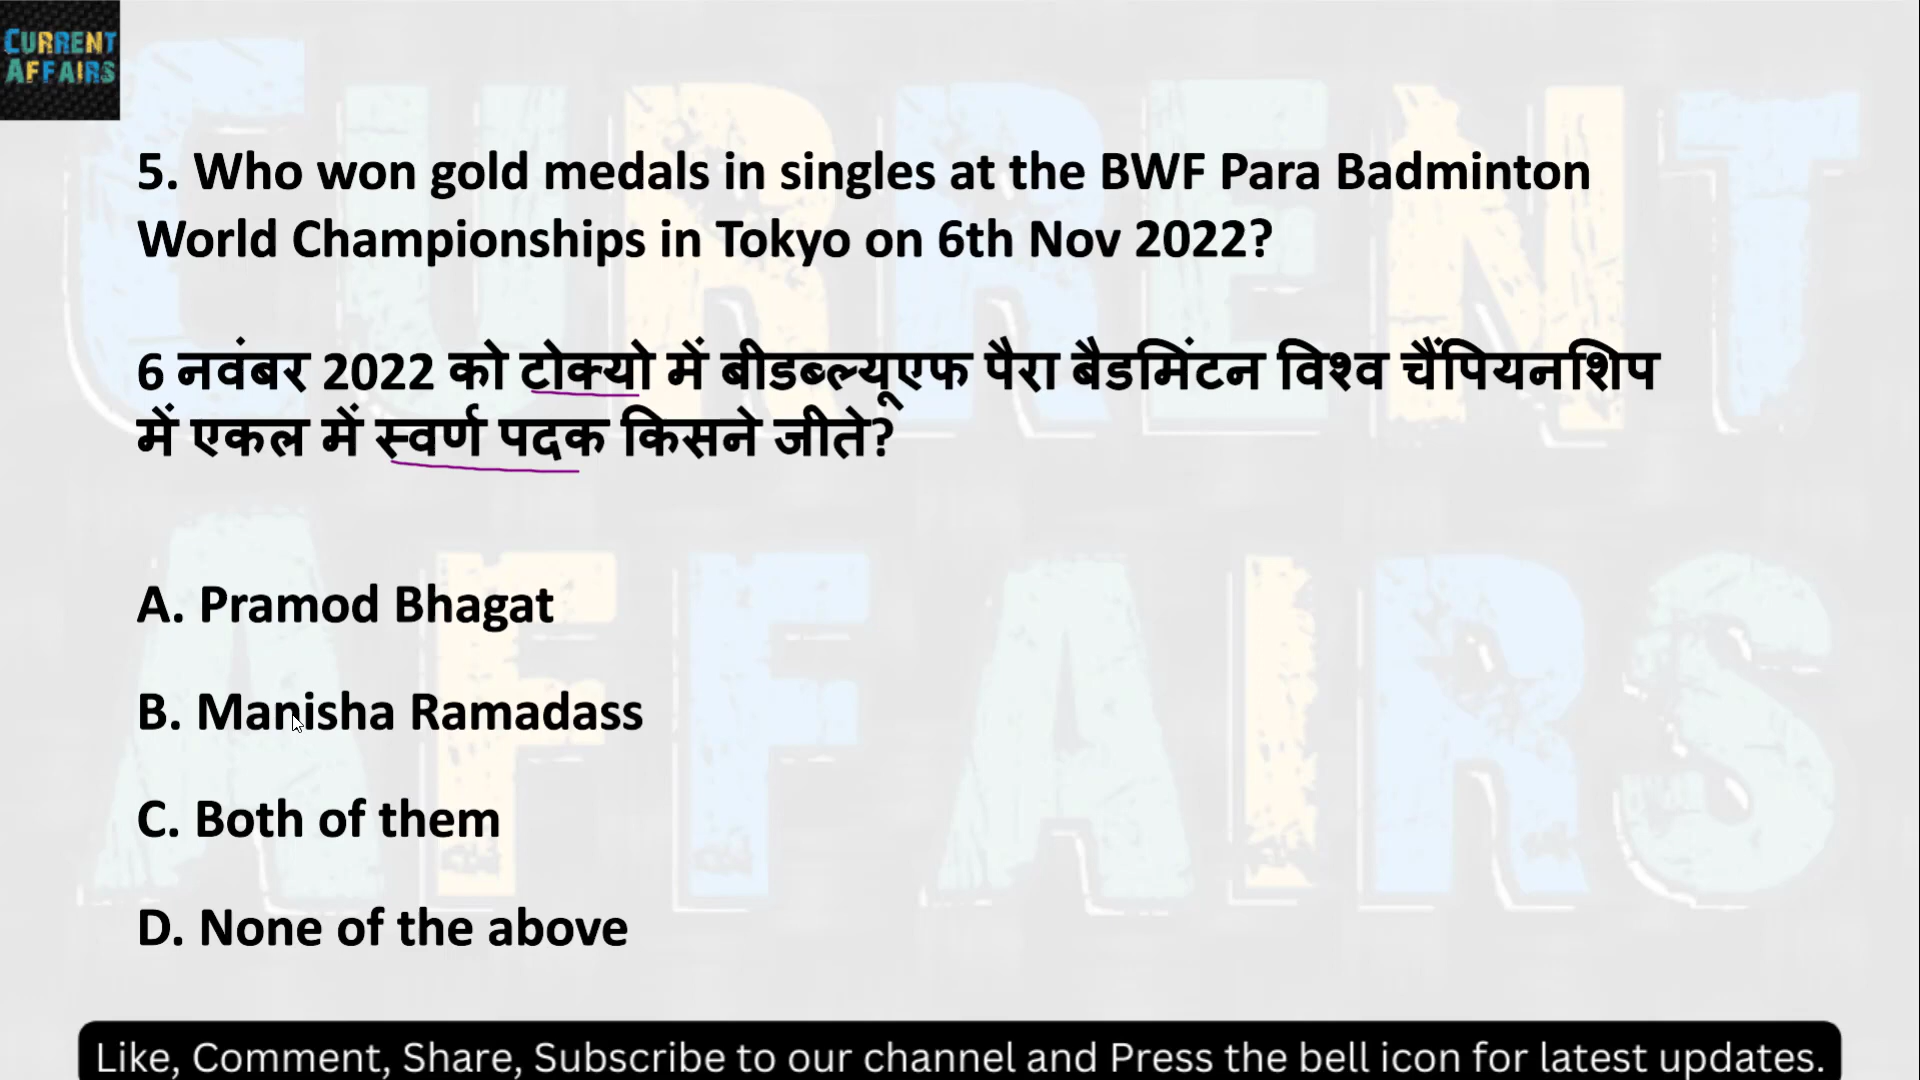 CURRENT
AFFAIRS
5. Who won gold medals in singles at the BWF Para Badminton
World Championships in Tokyo on 6th Nov 2022?
6 नवंबर 2022 को टोक्यो में बीडब्ल्यूएफ पैरा बैडमिंटन विश्व चैंपियनशिप
में एकल में स्वर्ण पदक किसने जीते?
A. Pramod Bhagat
B. Manisha Ramadass
C. Both of them
D. None of the above
Like, Comment, Share, Subscribe to our channel and Press the bell icon for latest updates.
CURRENT
AFFAIRS